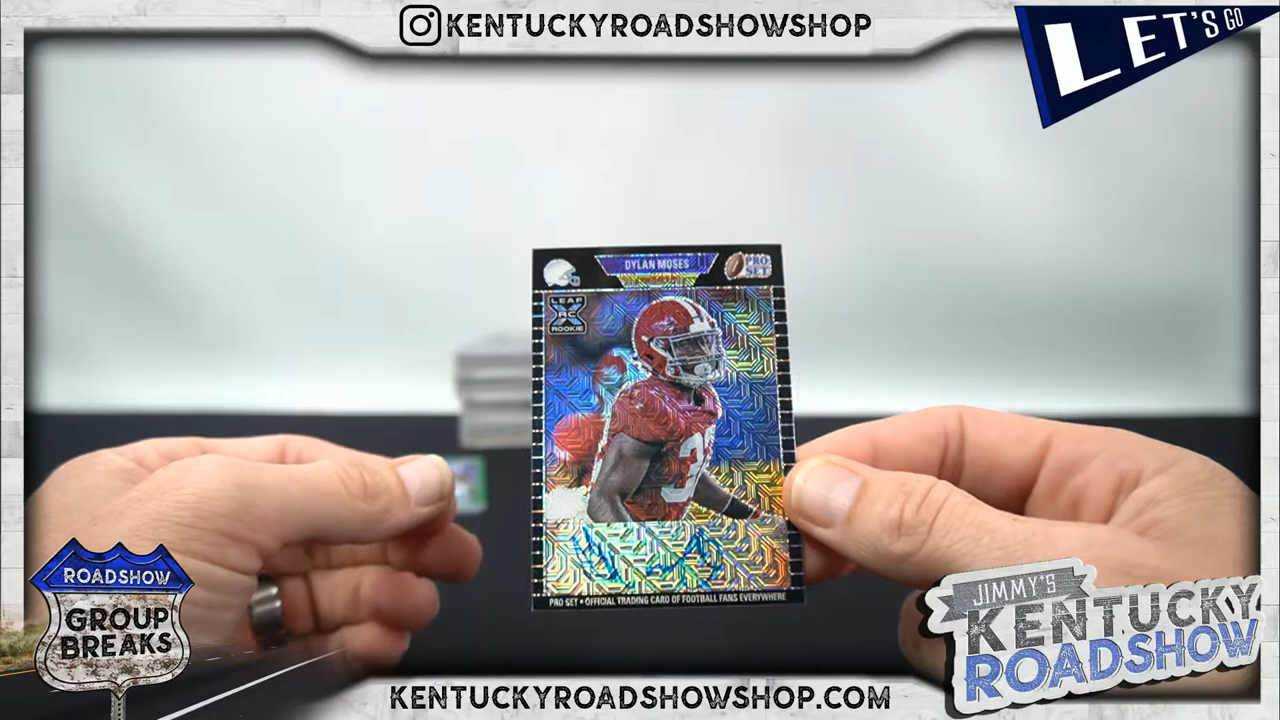 KENTUCKYROADSHOWSHOP
LET'S GO
DYLAN MOSES
PRO
SET
LEAF
X
RC
ROOKIE
PRO SET • OFFICIAL TRADING CARD OF FOOTBALL FANS EVERYWHERE
ROADSHOW
GROUP
BREAKS
JIMMY'S
KENTUCKY
ROADSHOW
KENTUCKYROADSHOWSHOP.COM